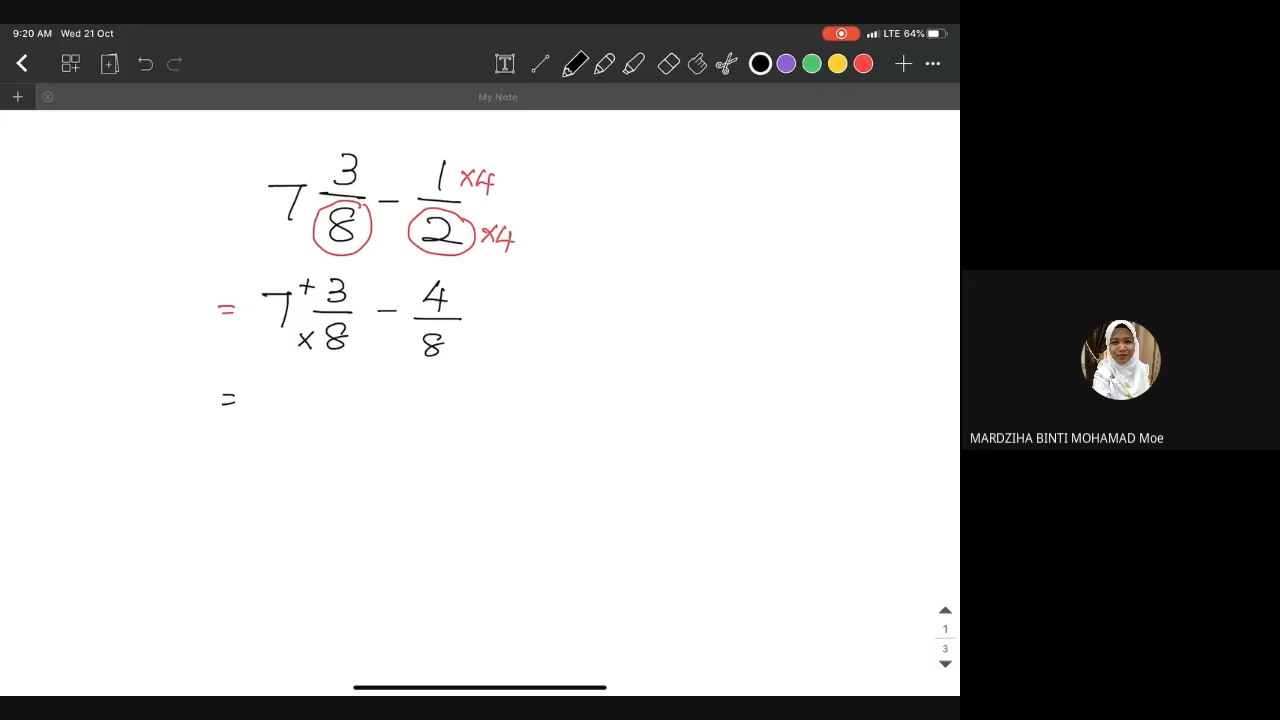 9:20 AM Wed 21 Oct
LTE 64%
T
My Note
7 3/8 - 1/2 ×4 ×4
= 7 + 3/× 8 - 4/8
=
1
3
MARDZIHA BINTI MOHAMAD Moe